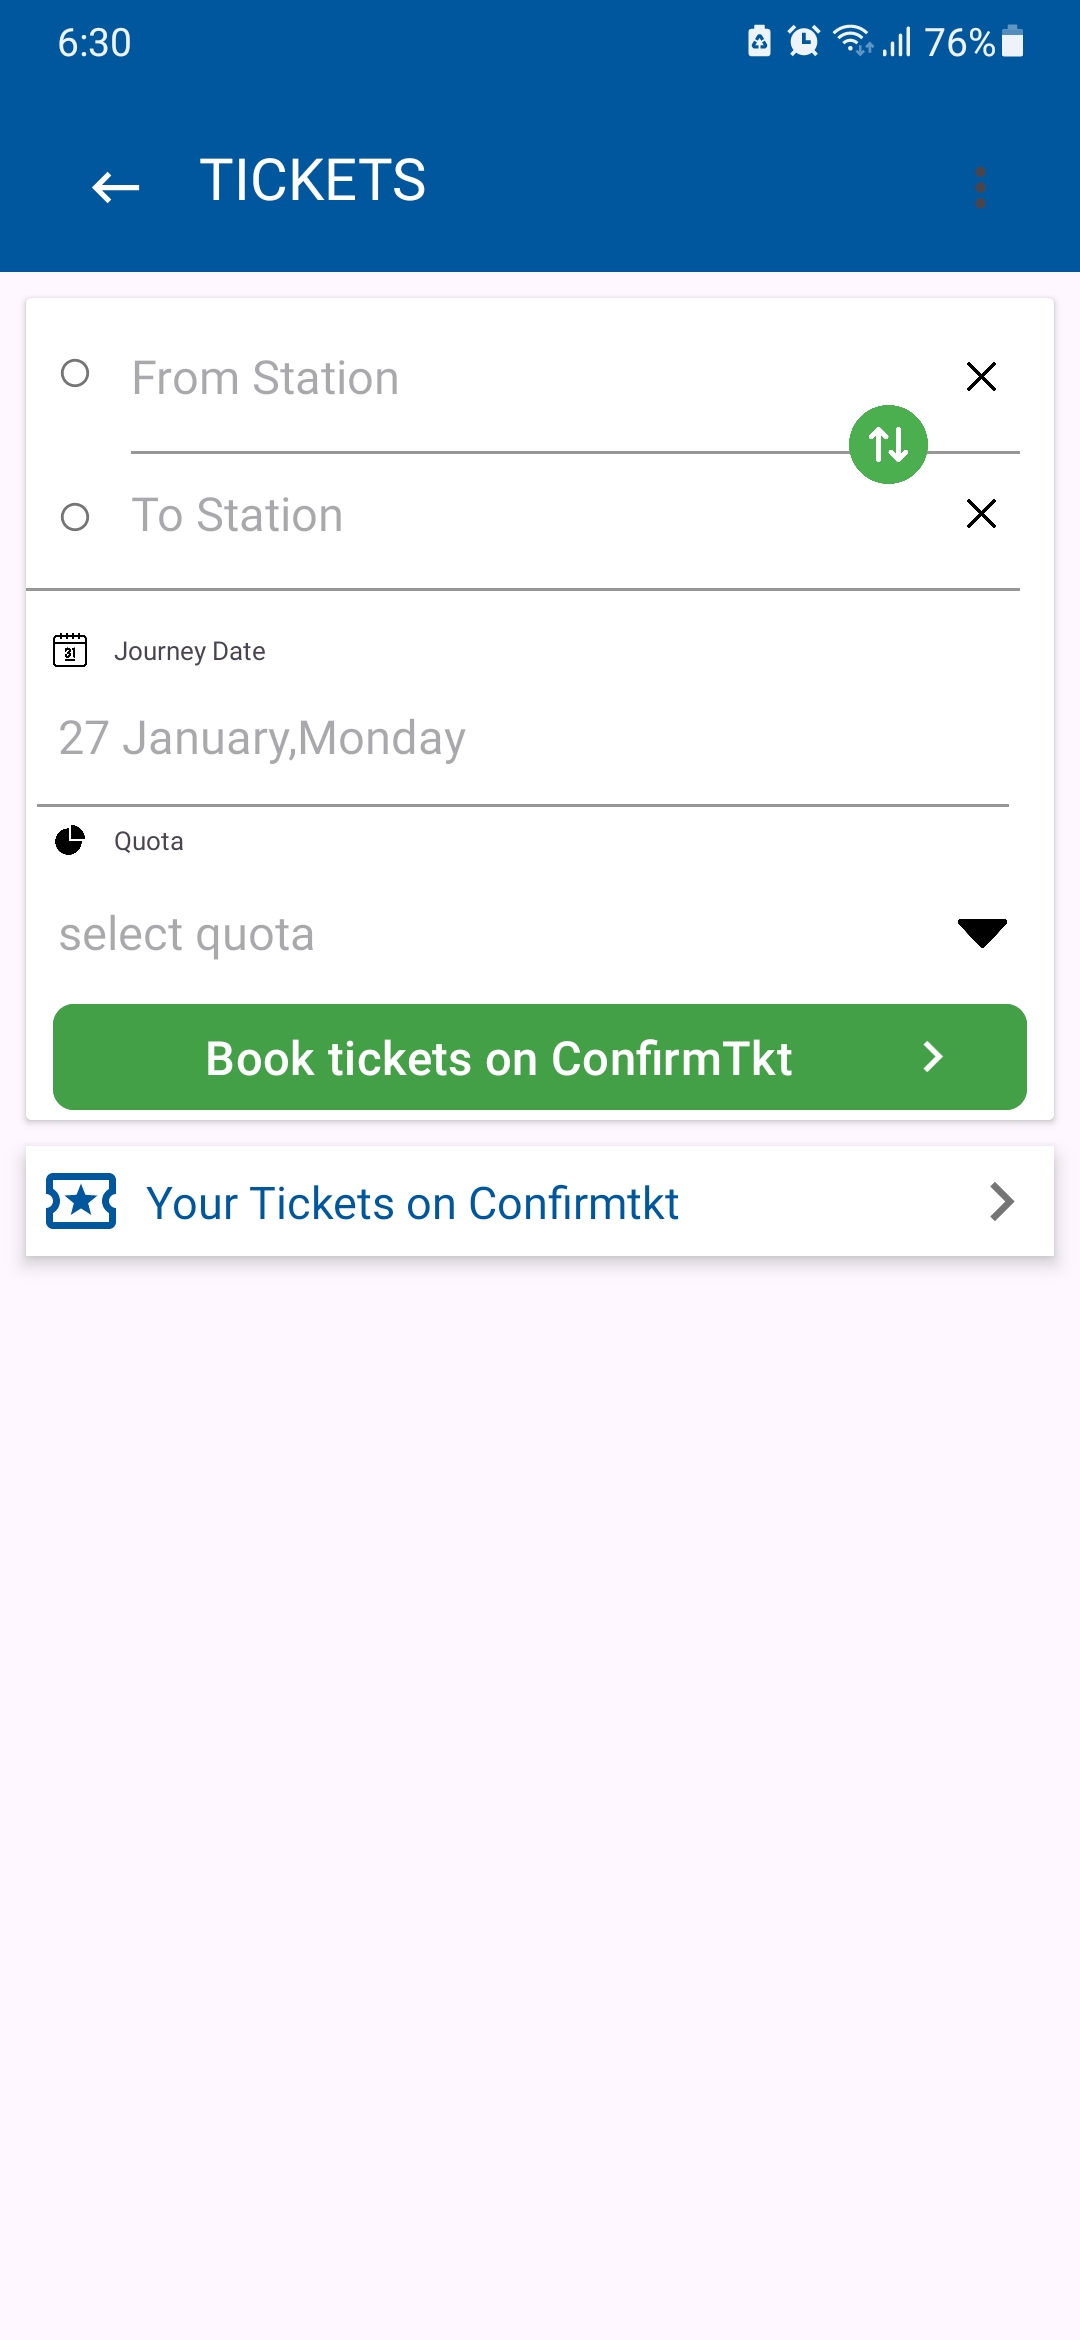 6:30
76%
TICKETS
From Station
To Station
31
Journey Date
27 January,Monday
Quota
select quota
Book tickets on ConfirmTkt
Your Tickets on Confirmtkt